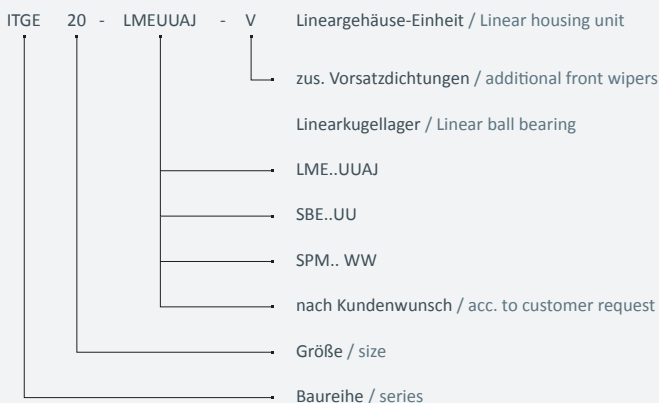 ITGE 20 - LMEUUAJ - V Lineargehäuse-Einheit / Linear housing unit
zus. Vorsatzdichtungen / additional front wipers
Linearkugellager / Linear ball bearing
LME..UUAJ
SBE..UU
SPM.. WW
nach Kundenwunsch / acc. to customer request
Größe / size
Baureihe / series